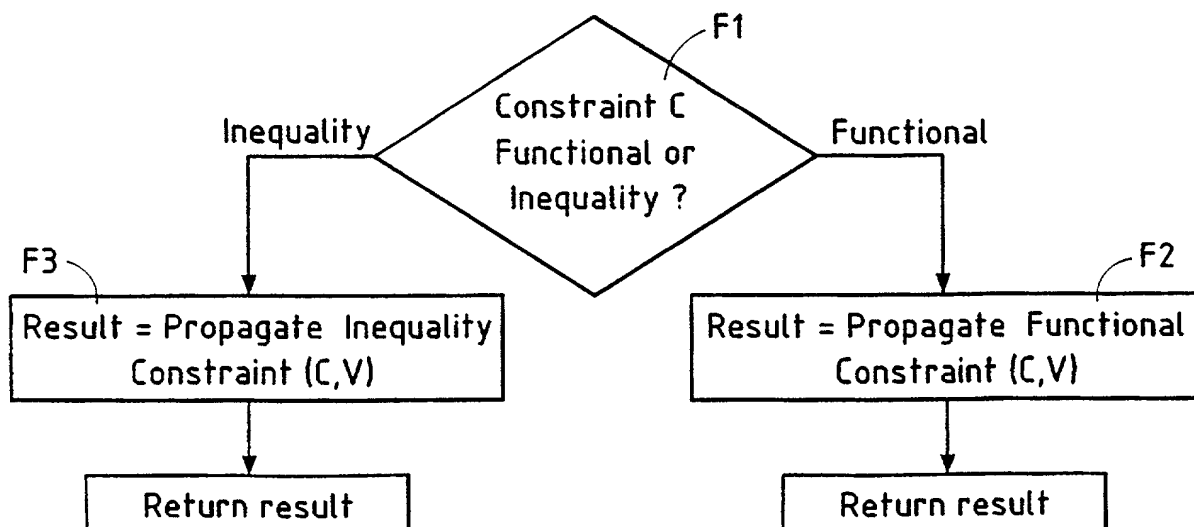 F1
Constraint C
Functional or
Inequality ?
Inequality
Functional
F3
Result = Propagate Inequality
Constraint (C,V)
F2
Result = Propagate Functional
Constraint (C,V)
Return result
Return result